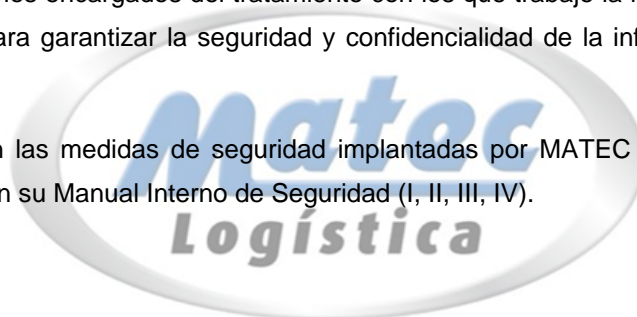 los encargados del tratamiento con los que trabaje la
ara garantizar la seguridad y confidencialidad de la inf
n las medidas de seguridad implantadas por MATEC
n su Manual Interno de Seguridad (I, II, III, IV).
Matec
Logística